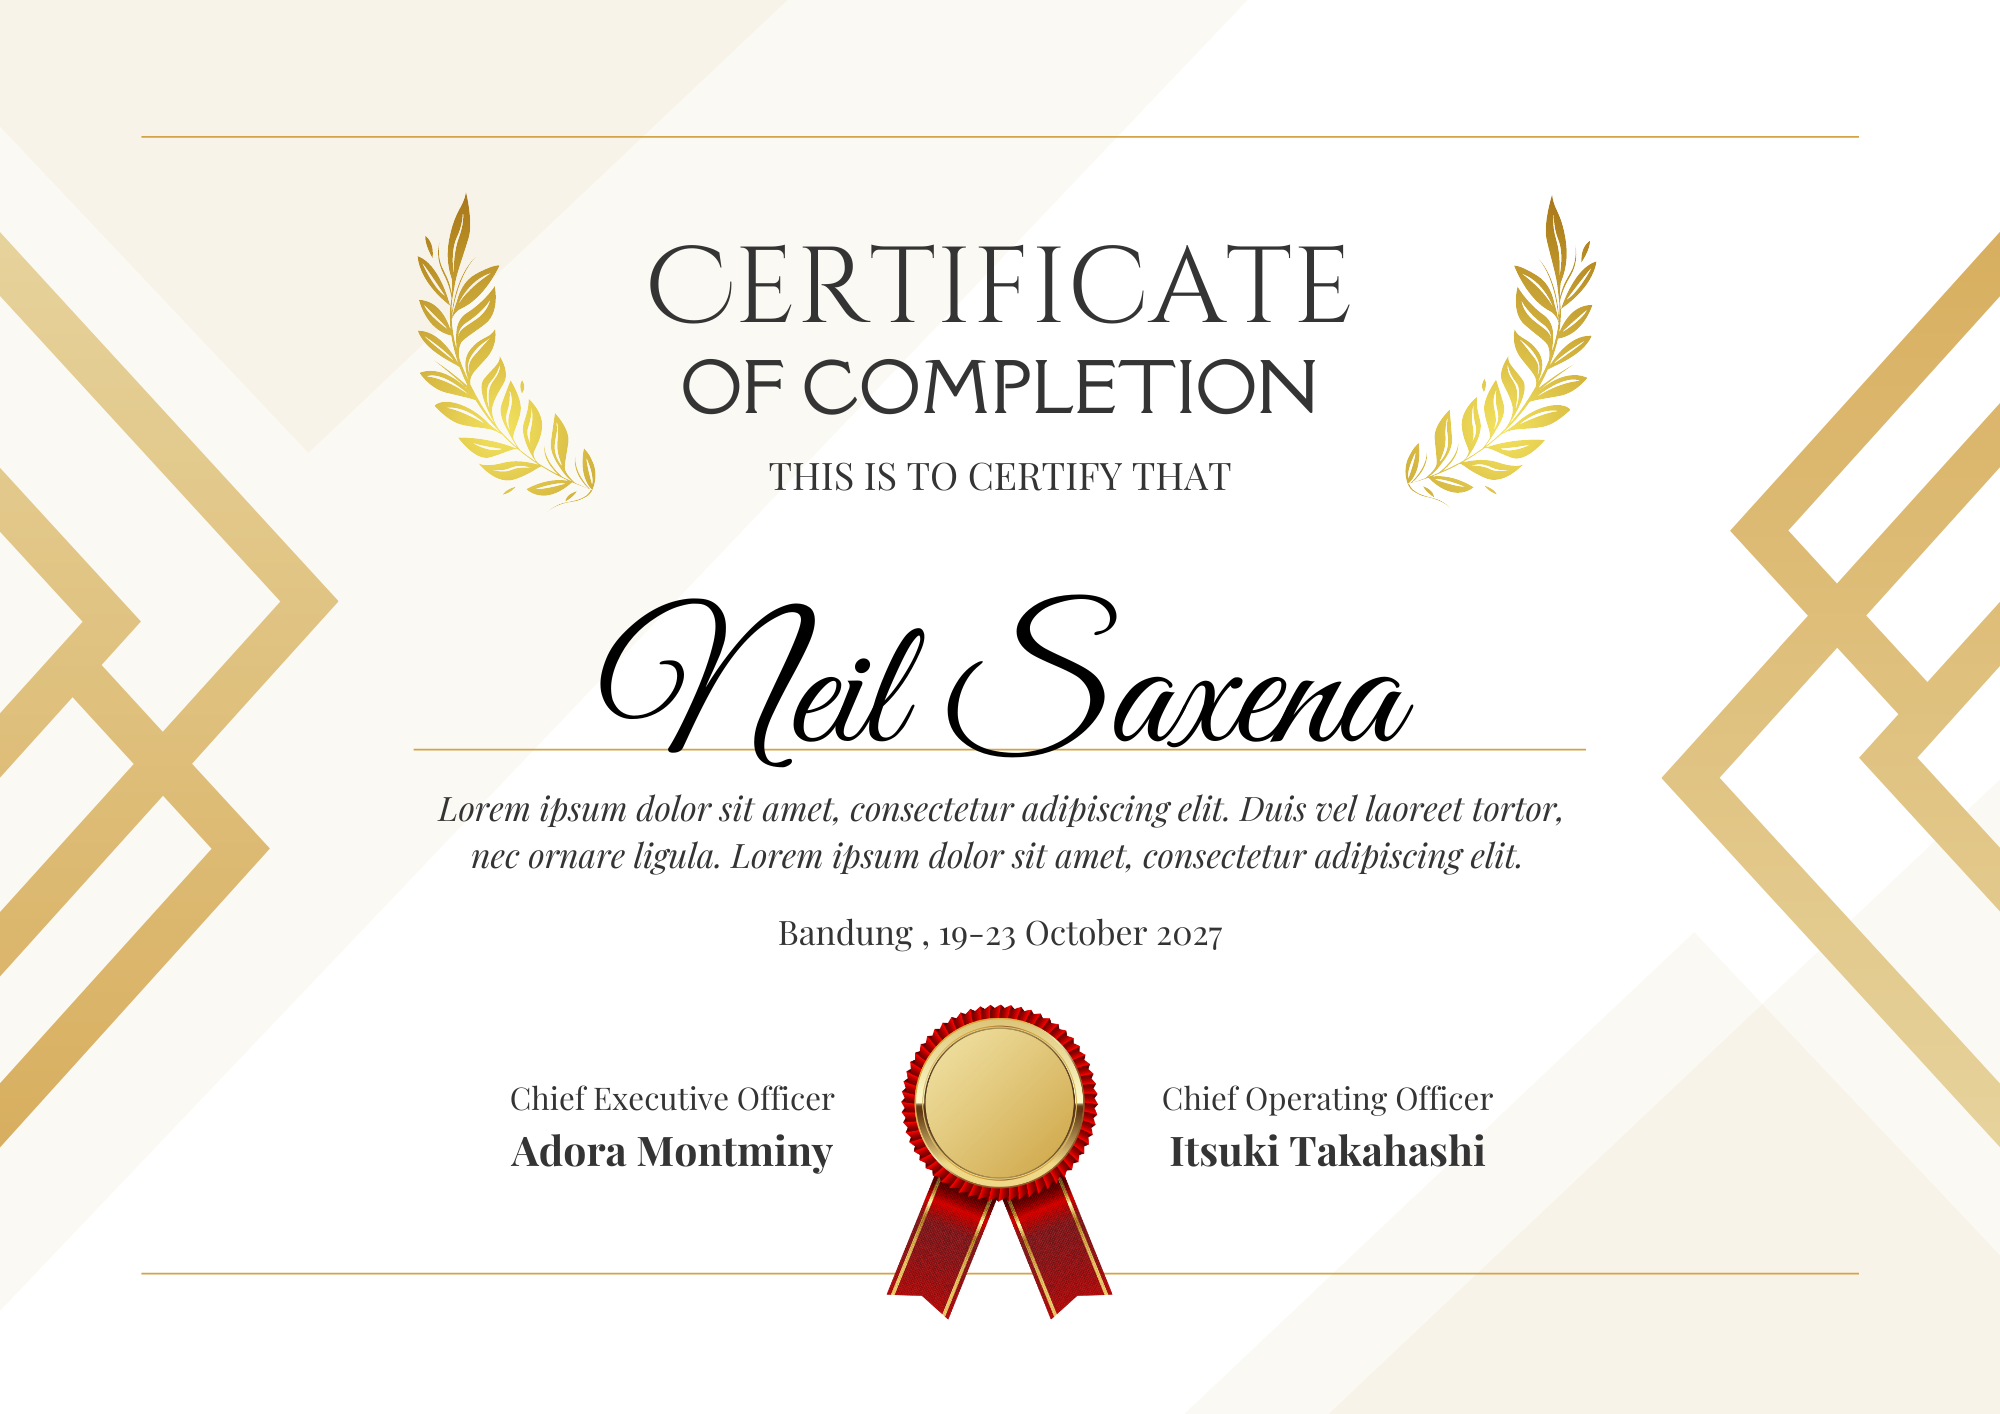 CERTIFICATE
OF COMPLETION
THIS IS TO CERTIFY THAT
Neil Saxena
Lorem ipsum dolor sit amet, consectetur adipiscing elit. Duis vel laoreet tortor,
nec ornare ligula. Lorem ipsum dolor sit amet, consectetur adipiscing elit.
Bandung , 19-23 October 2027
Chief Executive Officer
Adora Montminy
Chief Operating Officer
Itsuki Takahashi